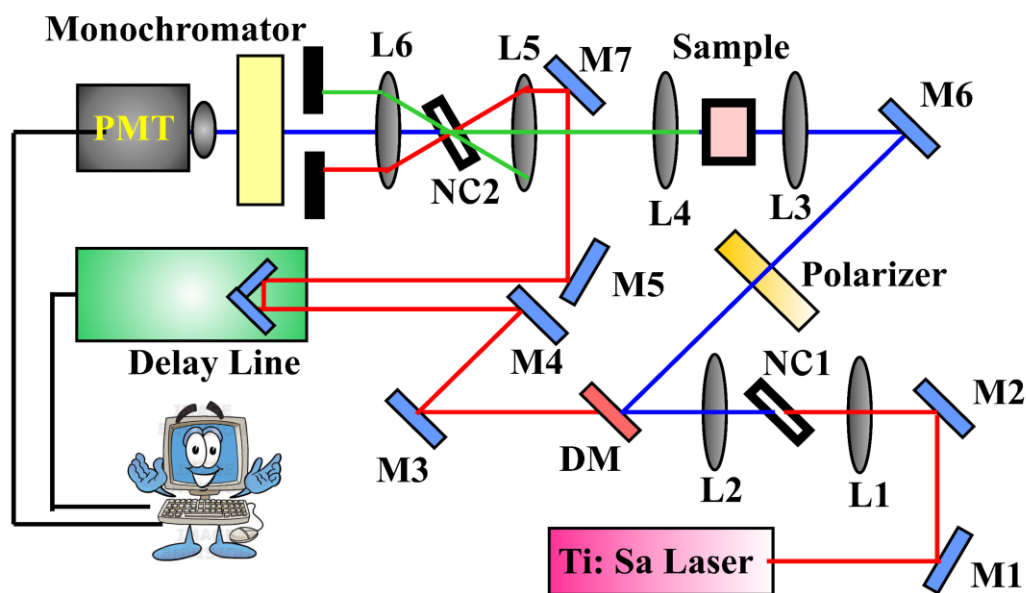 Monochromator
L6
L5
M7
Sample
M6
PMT
NC2
L4
L3
Polarizer
M5
Delay Line
M4
NC1
M2
M3
DM
L2
L1
Ti: Sa Laser
M1